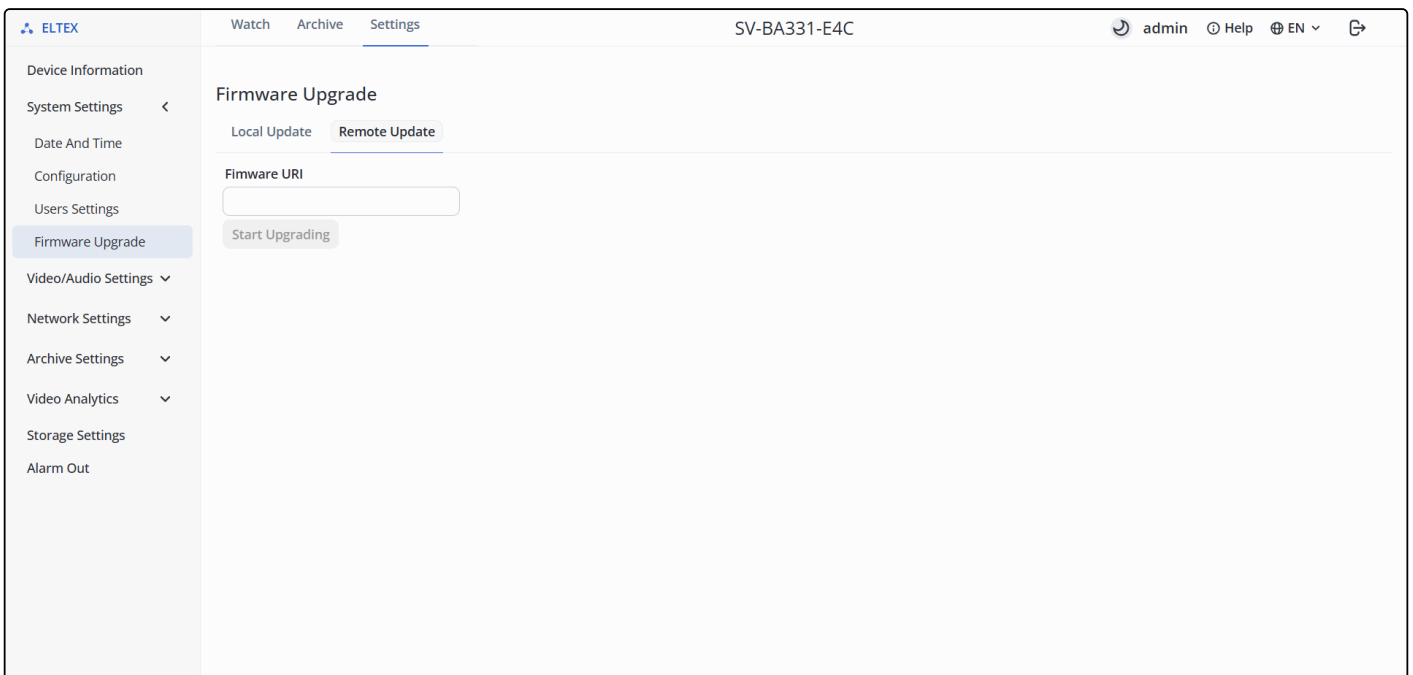 ELTEX
Watch Archive Settings
SV-BA331-E4C
admin Help EN
Device Information
System Settings
Date And Time
Configuration
Users Settings
Firmware Upgrade
Video/Audio Settings
Network Settings
Archive Settings
Video Analytics
Storage Settings
Alarm Out
Firmware Upgrade
Local Update Remote Update
Fimware URI
Start Upgrading